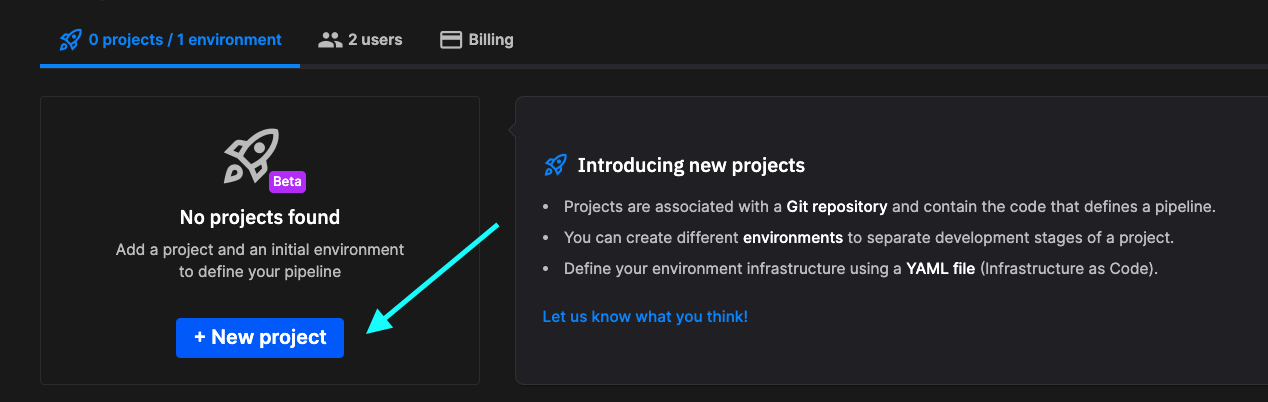 0 projects / 1 environment
2 users
Billing
Beta
No projects found
Add a project and an initial environment
to define your pipeline
+ New project
Introducing new projects
• Projects are associated with a Git repository and contain the code that defines a pipeline.
• You can create different environments to separate development stages of a project.
• Define your environment infrastructure using a YAML file (Infrastructure as Code).
Let us know what you think!